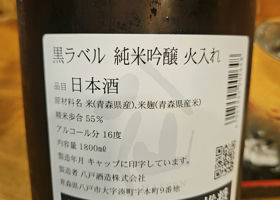 黒ラベル 純米吟醸 火入れ
品目 日本酒
原材料名 米(青森県産)、米麹(青森県産米)
精米歩合 55%
アルコール分 16度
内容量 1800ml
製造年月 キャップに印字しています。
製造者 八戸酒造株式会社
青森県八戸市大字湊町字本町9番地